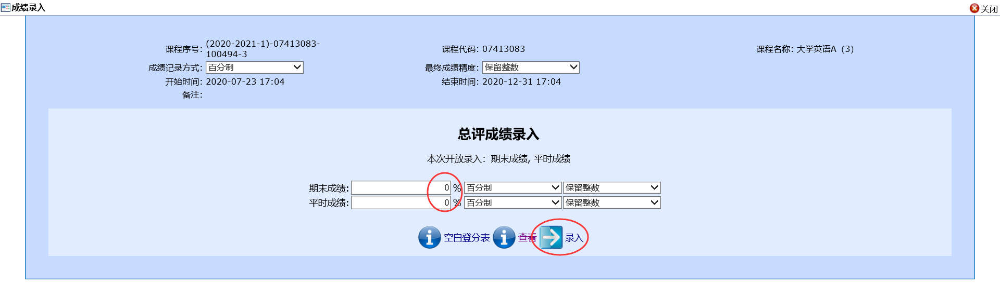 成绩录入
关闭
课程序号: (2020-2021-1)-07413083-100494-3 课程代码: 07413083 课程名称: 大学英语A（3）
成绩记录方式: 百分制 最终成绩精度: 保留整数
开始时间: 2020-07-23 17:04 结束时间: 2020-12-31 17:04
备注:
总评成绩录入
本次开放录入：期末成绩, 平时成绩
期末成绩: 0 % 百分制 保留整数
平时成绩: 0 % 百分制 保留整数
空白登分表 查看 录入